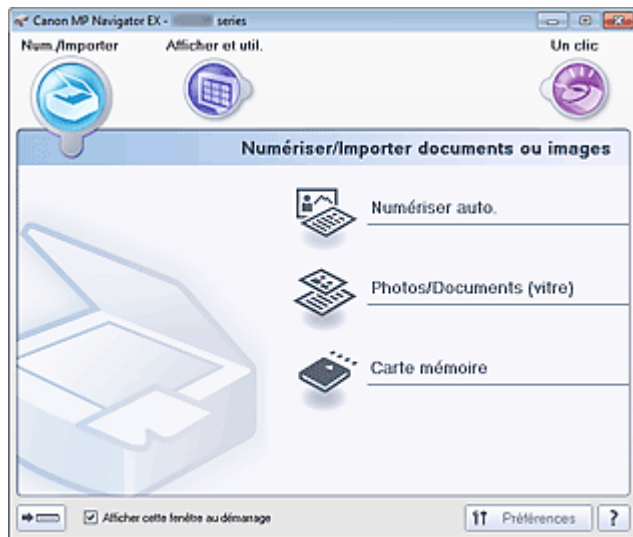 Canon MP Navigator EX - series
Num./Importer
Afficher et util.
Un clic
Numériser/Importer documents ou images
Numériser auto.
Photos/Documents (vitre)
Carte mémoire
Afficher cette fenêtre au démarrage
Préférences
?